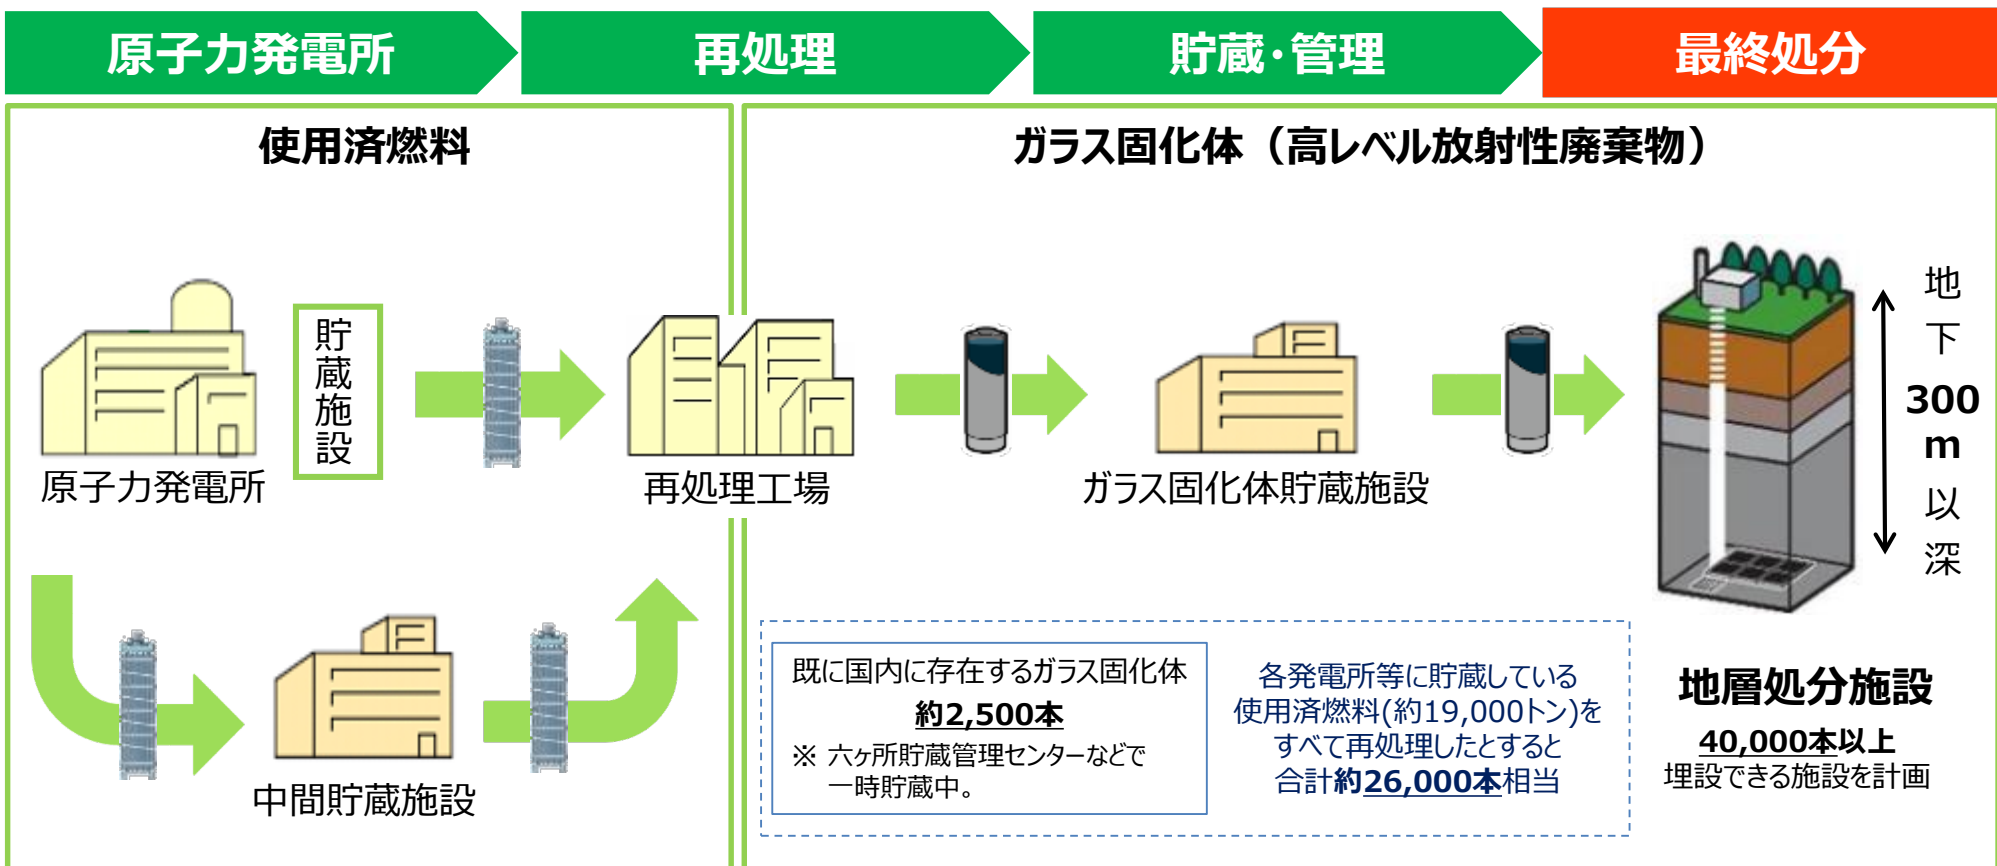 原子力発電所
再処理
貯蔵・管理
最終処分
使用済燃料
ガラス固化体（高レベル放射性廃棄物）
貯蔵施設
原子力発電所
再処理工場
ガラス固化体貯蔵施設
地下300m以深
中間貯蔵施設
既に国内に存在するガラス固化体
約2,500本
※ 六ヶ所貯蔵管理センターなどで
一時貯蔵中。
各発電所等に貯蔵している
使用済燃料(約19,000トン)を
すべて再処理したとすると
合計約26,000本相当
地層処分施設
40,000本以上
埋設できる施設を計画